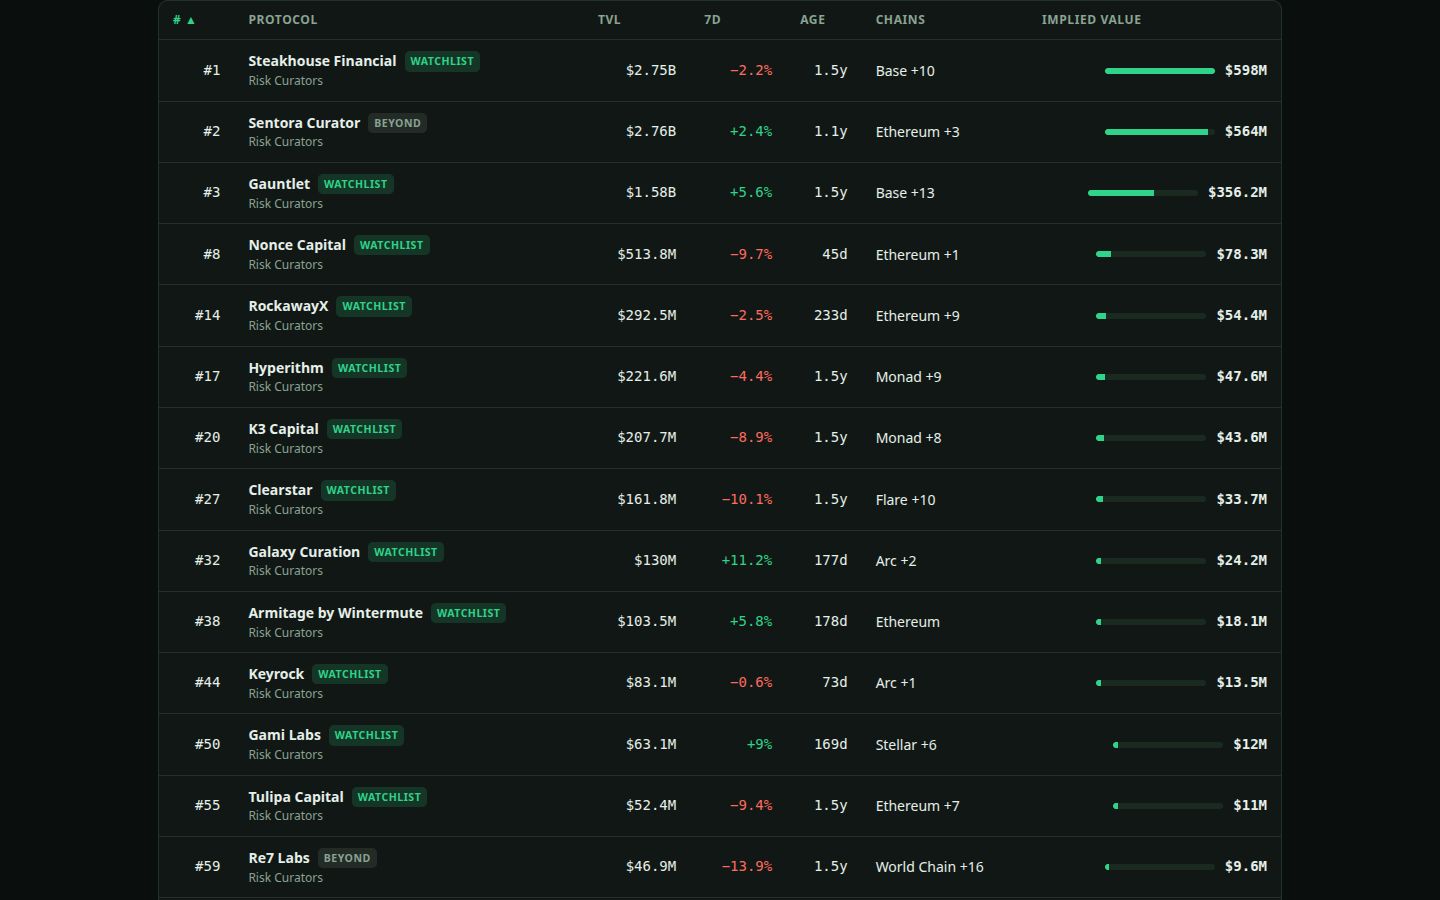 # ▲ PROTOCOL TVL 7D AGE CHAINS IMPLIED VALUE
#1 Steakhouse Financial WATCHLIST $2.75B −2.2% 1.5y Base +10 $598M
Risk Curators
#2 Sentora Curator BEYOND $2.76B +2.4% 1.1y Ethereum +3 $564M
Risk Curators
#3 Gauntlet WATCHLIST $1.58B +5.6% 1.5y Base +13 $356.2M
Risk Curators
#8 Nonce Capital WATCHLIST $513.8M −9.7% 45d Ethereum +1 $78.3M
Risk Curators
#14 RockawayX WATCHLIST $292.5M −2.5% 233d Ethereum +9 $54.4M
Risk Curators
#17 Hyperithm WATCHLIST $221.6M −4.4% 1.5y Monad +9 $47.6M
Risk Curators
#20 K3 Capital WATCHLIST $207.7M −8.9% 1.5y Monad +8 $43.6M
Risk Curators
#27 Clearstar WATCHLIST $161.8M −10.1% 1.5y Flare +10 $33.7M
Risk Curators
#32 Galaxy Curation WATCHLIST $130M +11.2% 177d Arc +2 $24.2M
Risk Curators
#38 Armitage by Wintermute WATCHLIST $103.5M +5.8% 178d Ethereum $18.1M
Risk Curators
#44 Keyrock WATCHLIST $83.1M −0.6% 73d Arc +1 $13.5M
Risk Curators
#50 Gami Labs WATCHLIST $63.1M +9% 169d Stellar +6 $12M
Risk Curators
#55 Tulipa Capital WATCHLIST $52.4M −9.4% 1.5y Ethereum +7 $11M
Risk Curators
#59 Re7 Labs BEYOND $46.9M −13.9% 1.5y World Chain +16 $9.6M
Risk Curators